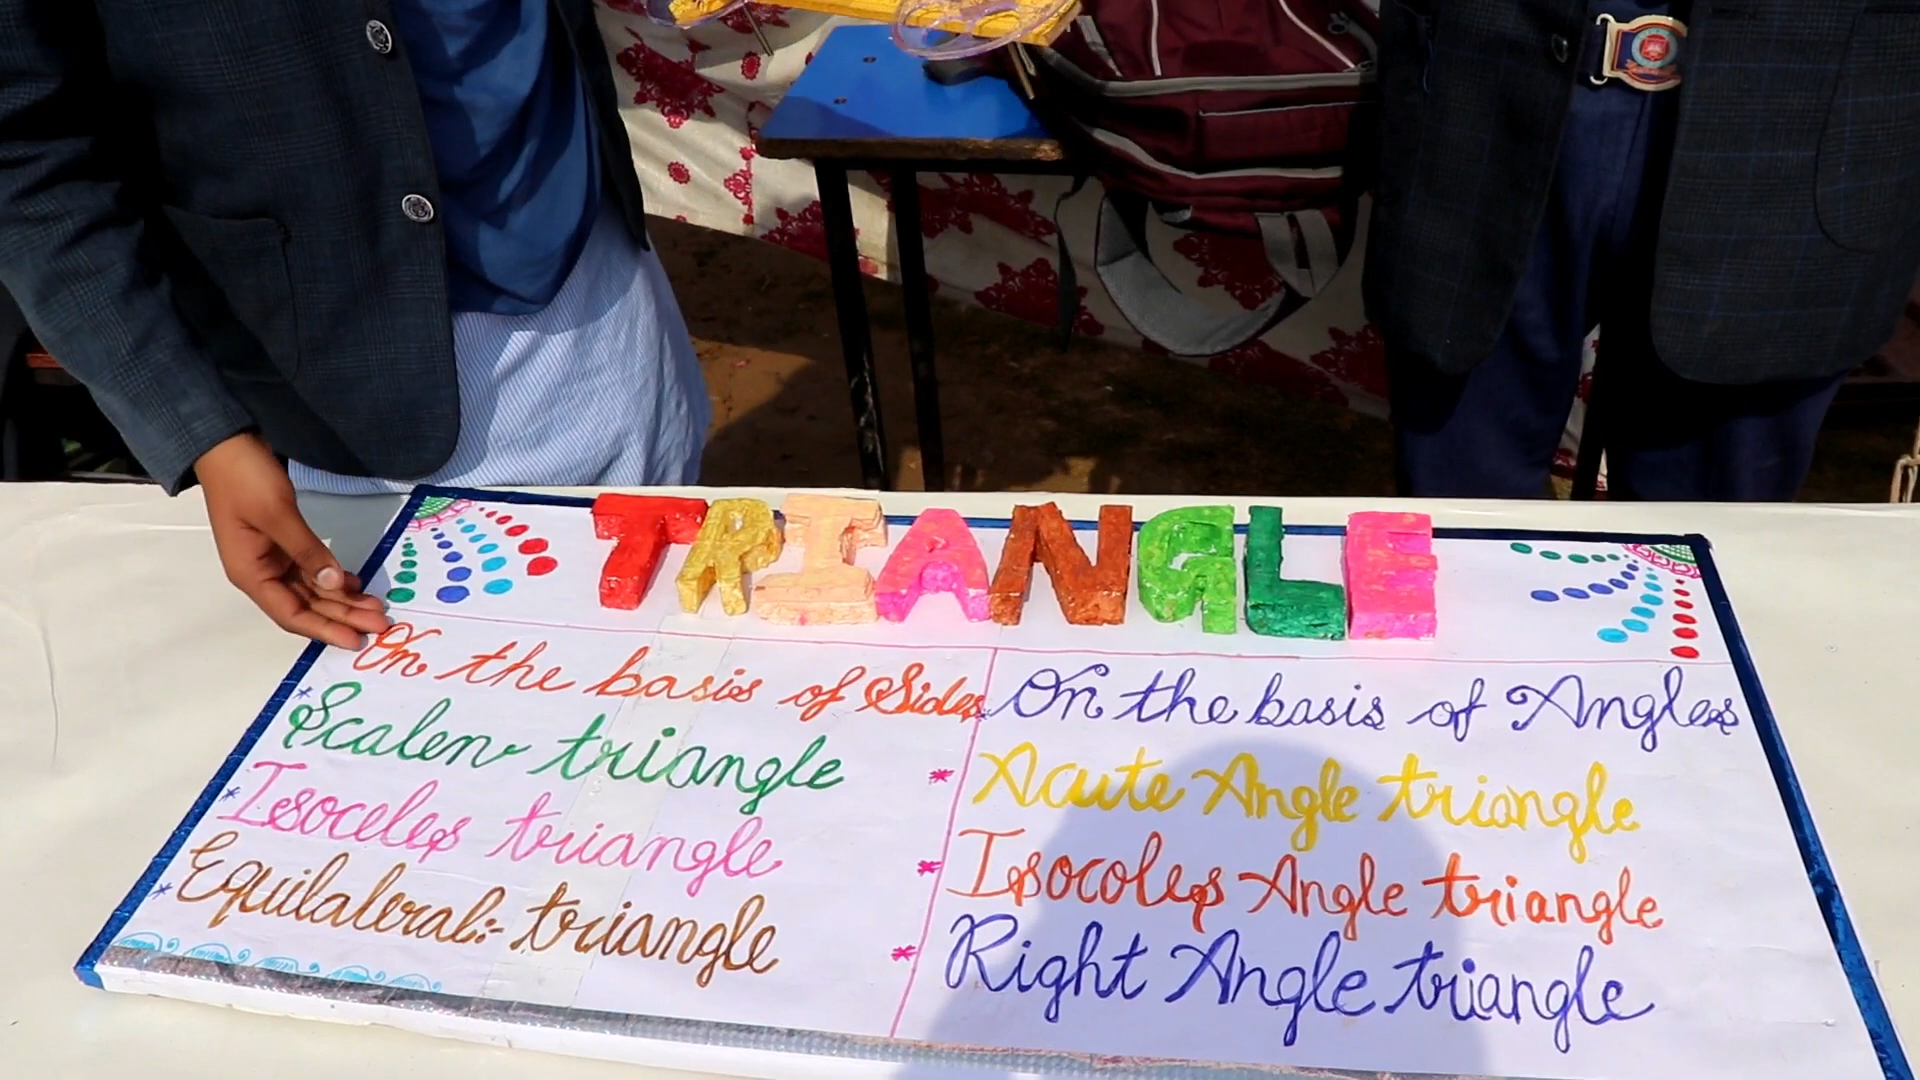 TRIANGLE
On the basis of Sides
Scalen triangle
Isoceles triangle
Equilateral:- triangle
On the basis of Angles
Acute Angle triangle
Isocoles Angle triangle
Right Angle triangle